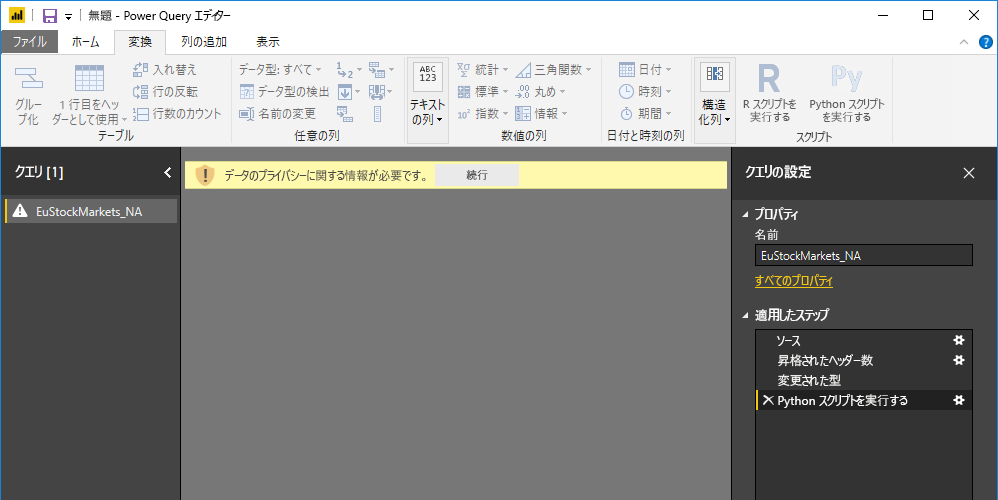 無題 - Power Query エディター
ファイル ホーム 変換 列の追加 表示
グルー
プ化
1 行目をヘッ
ダーとして使用
入れ替え
行の反転
行数のカウント
テーブル
データ型: すべて
データ型の検出
名前の変更
1
2
任意の列
ABC
123
テキスト
の列
統計
標準
10² 指数
三角関数
.00 丸め
情報
数値の列
日付
時刻
期間
日付と時刻の列
構造
化列
R
R スクリプトを
実行する
Py
Python スクリプト
を実行する
スクリプト
クエリ [1]
EuStockMarkets_NA
データのプライバシーに関する情報が必要です。 続行
クエリの設定
プロパティ
名前
EuStockMarkets_NA
すべてのプロパティ
適用したステップ
ソース
昇格されたヘッダー数
変更された型
Python スクリプトを実行する